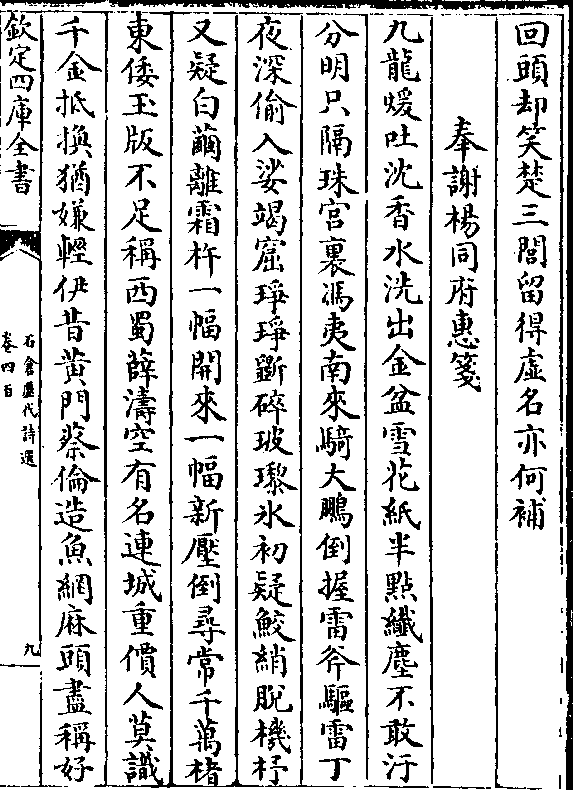 回頭却笑楚三閭留得虛名亦何補
奉謝楊同府惠箋
九龍煖吐沈香水洗出金盆雪花紙半點纖塵不敢汙
分明只隔珠宮裏馮夷南來騎大鵬倒握雷斧驅雷丁
夜深偷入娑竭窟琤琤斵碎玻瓈氷初疑鮫綃脫機杼
又疑白繭離霜杵一幅開來一幅新壓倒尋常千萬楮
東倭玉版不足稱西蜀薛濤空有名連城重價人莫識
千金抵換猶嫌輕伊昔黃門蔡倫造魚網麻頭盡稱好
欽定四庫全書
石倉歷代詩選
卷四百
九